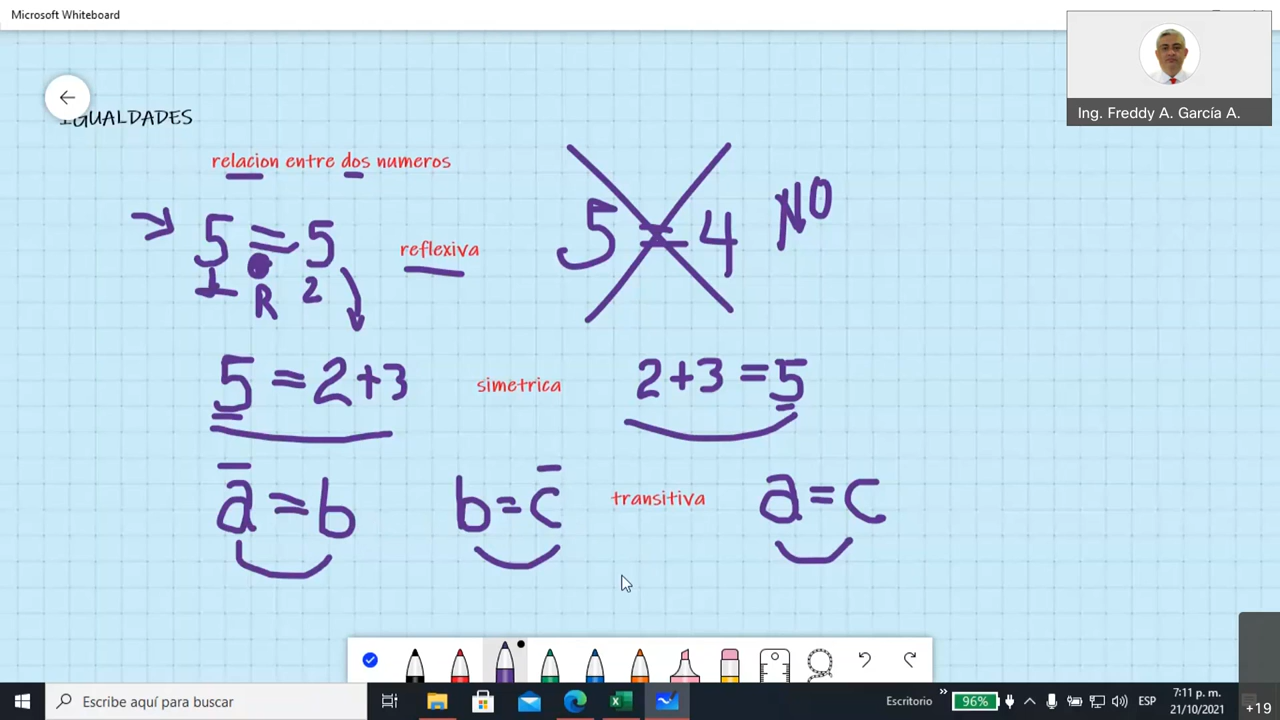 Microsoft Whiteboard
Ing. Freddy A. García A.
IGUALDADES
relacion entre dos numeros
5 = 5
reflexiva
5 = 4
NO
1 R 2
5 = 2+3
simetrica
2+3 = 5
a = b
b = c
transitiva
a = c
Escribe aquí para buscar
Escritorio
96%
ESP
7:11 p. m.
21/10/2021
+19